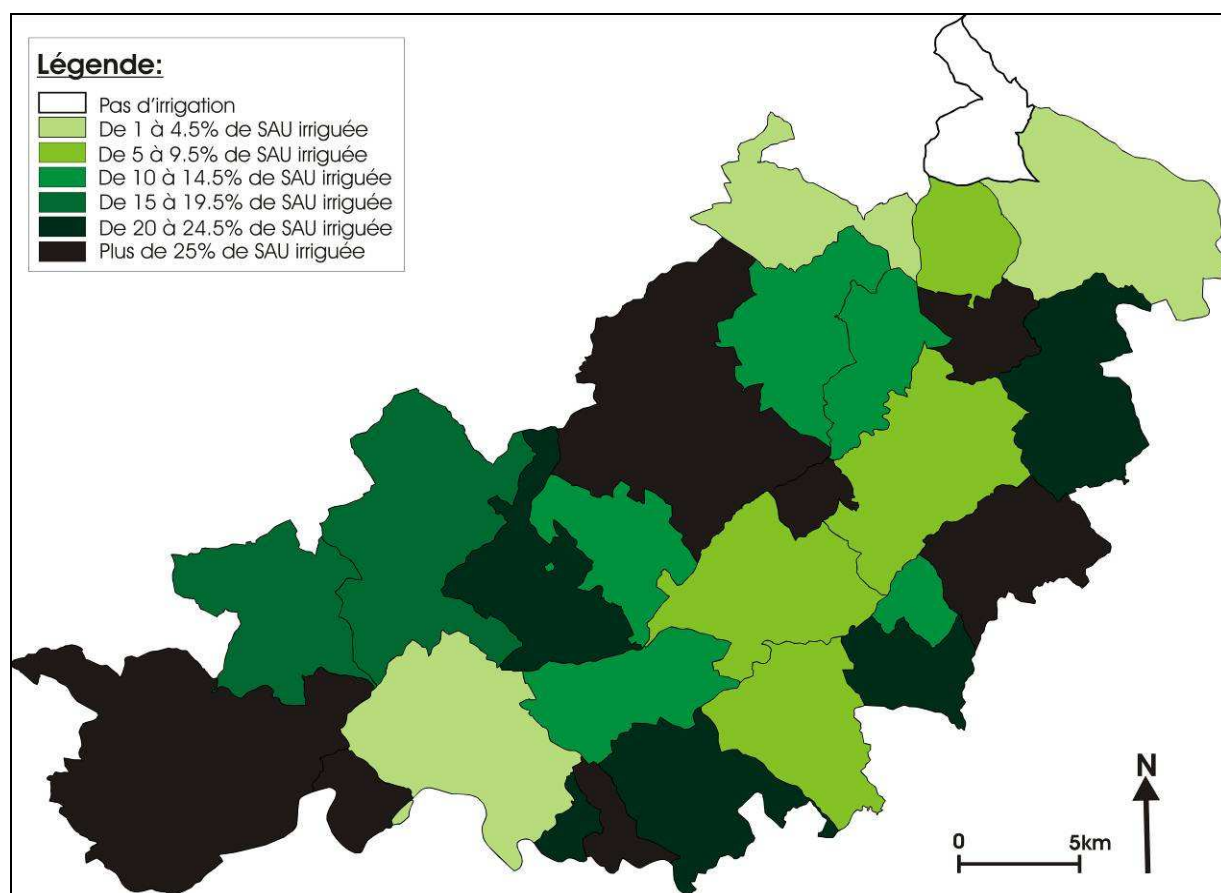 Légende:
Pas d'irrigation
De 1 à 4.5% de SAU irriguée
De 5 à 9.5% de SAU irriguée
De 10 à 14.5% de SAU irriguée
De 15 à 19.5% de SAU irriguée
De 20 à 24.5% de SAU irriguée
Plus de 25% de SAU irriguée
N
0 5km